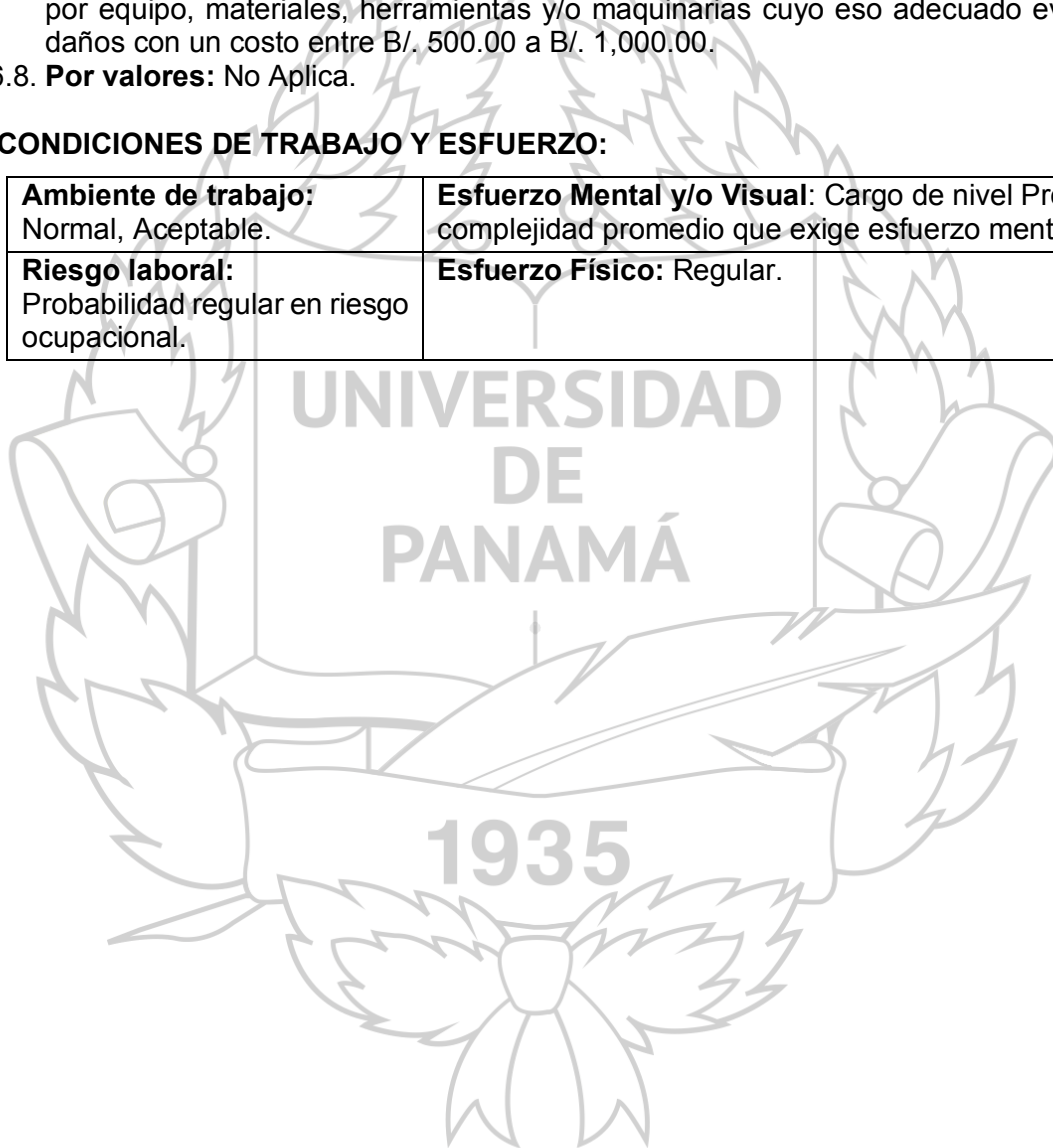 por equipo, materiales, herramientas y/o maquinarias cuyo eso adecuado
daños con un costo entre B/. 500.00 a B/. 1,000.00.
6.8. Por valores: No Aplica.
CONDICIONES DE TRABAJO Y ESFUERZO:
Ambiente de trabajo:
Normal, Aceptable.
Esfuerzo Mental y/o Visual: Cargo de nivel
complejidad promedio que exige esfuerzo
Riesgo laboral:
Probabilidad regular en riesgo
ocupacional.
Esfuerzo Físico: Regular.
UNIVERSIDAD
DE
PANAMÁ
1935